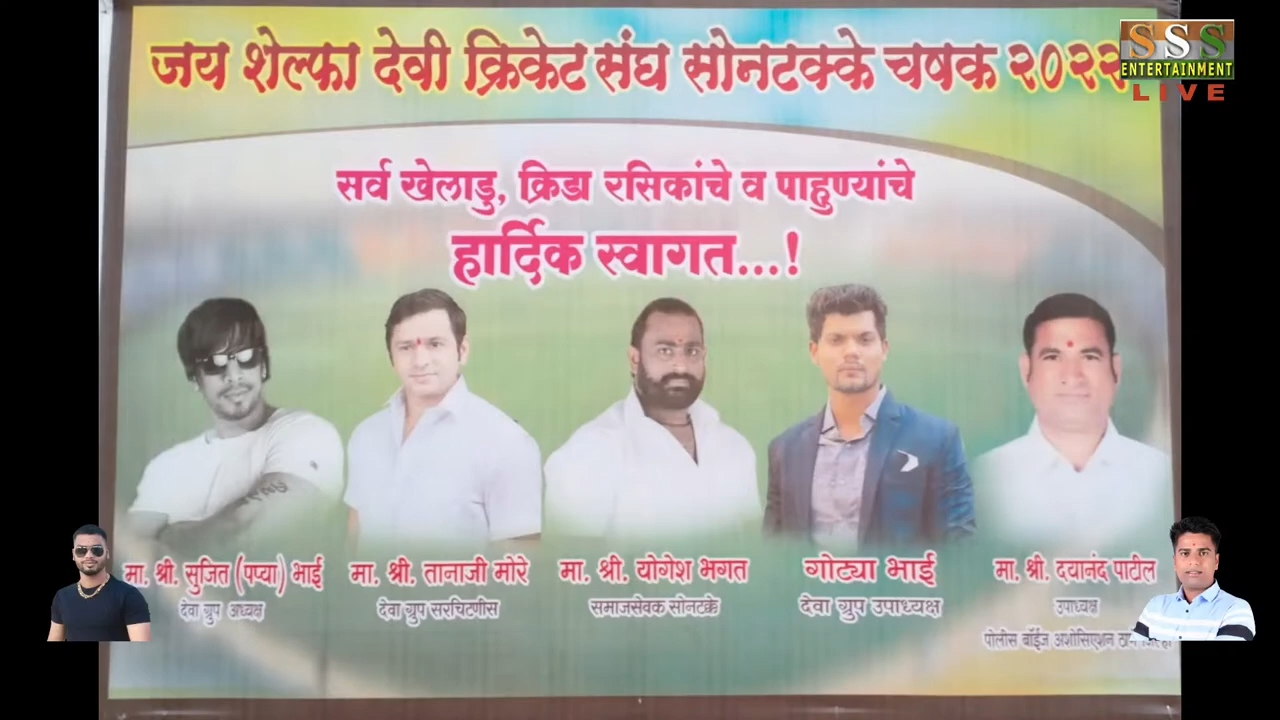 जय शेल्फा देवी क्रिकेट संघ सोनटक्के चषक २०२२
SSS
ENTERTAINMENT
LIVE
सर्व खेलाडु, क्रिडा रसिकांचे व पाहुण्यांचे
हार्दिक स्वागत...!
मा. श्री. सुजित (पप्या) भाई
देवा ग्रुप अध्यक्ष
मा. श्री. तानाजी मोरे
देवा ग्रुप सरचिटणीस
मा. श्री. योगेश भगत
समाजसेवक सोनटक्के
गोट्या भाई
देवा ग्रुप उपाध्यक्ष
मा. श्री. दयानंद पाटील
उपाध्यक्ष
पोलीस बॉईज अशोसिएशन